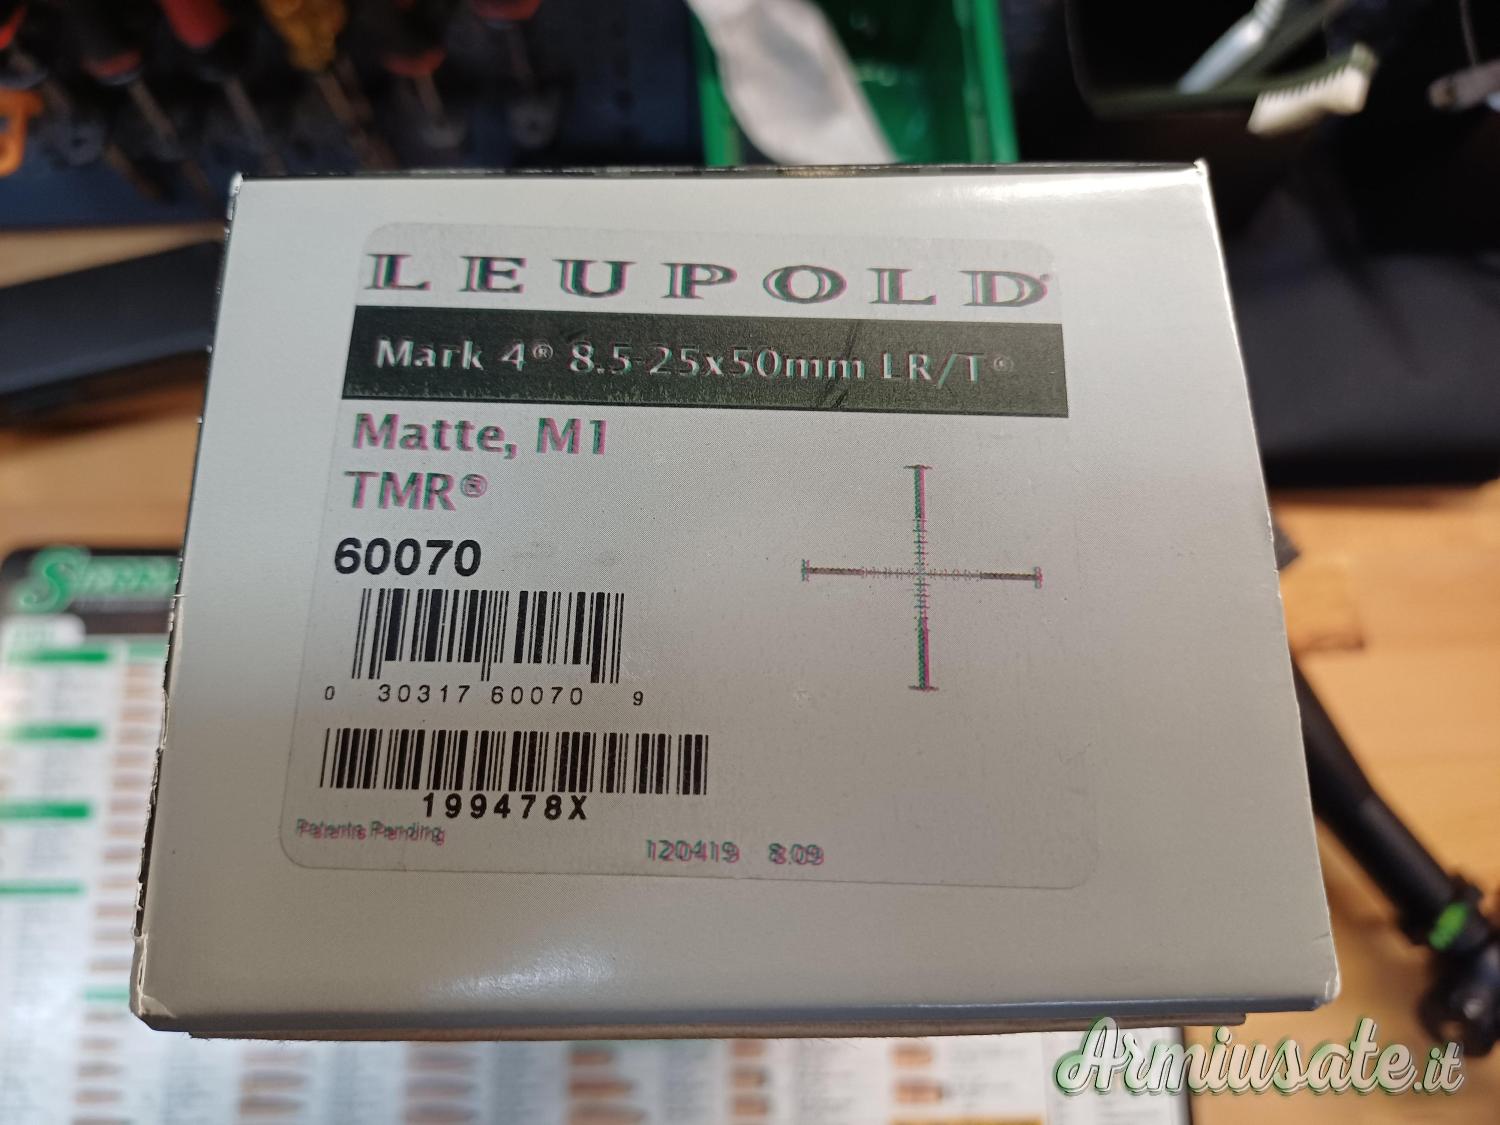 LEUPOLD®
Mark 4® 8.5-25x50mm LR/T®
Matte, M1
TMR®
60070
0 30317 60070 9
199478X
Patents Pending
120419 8.09
Armiusate.it